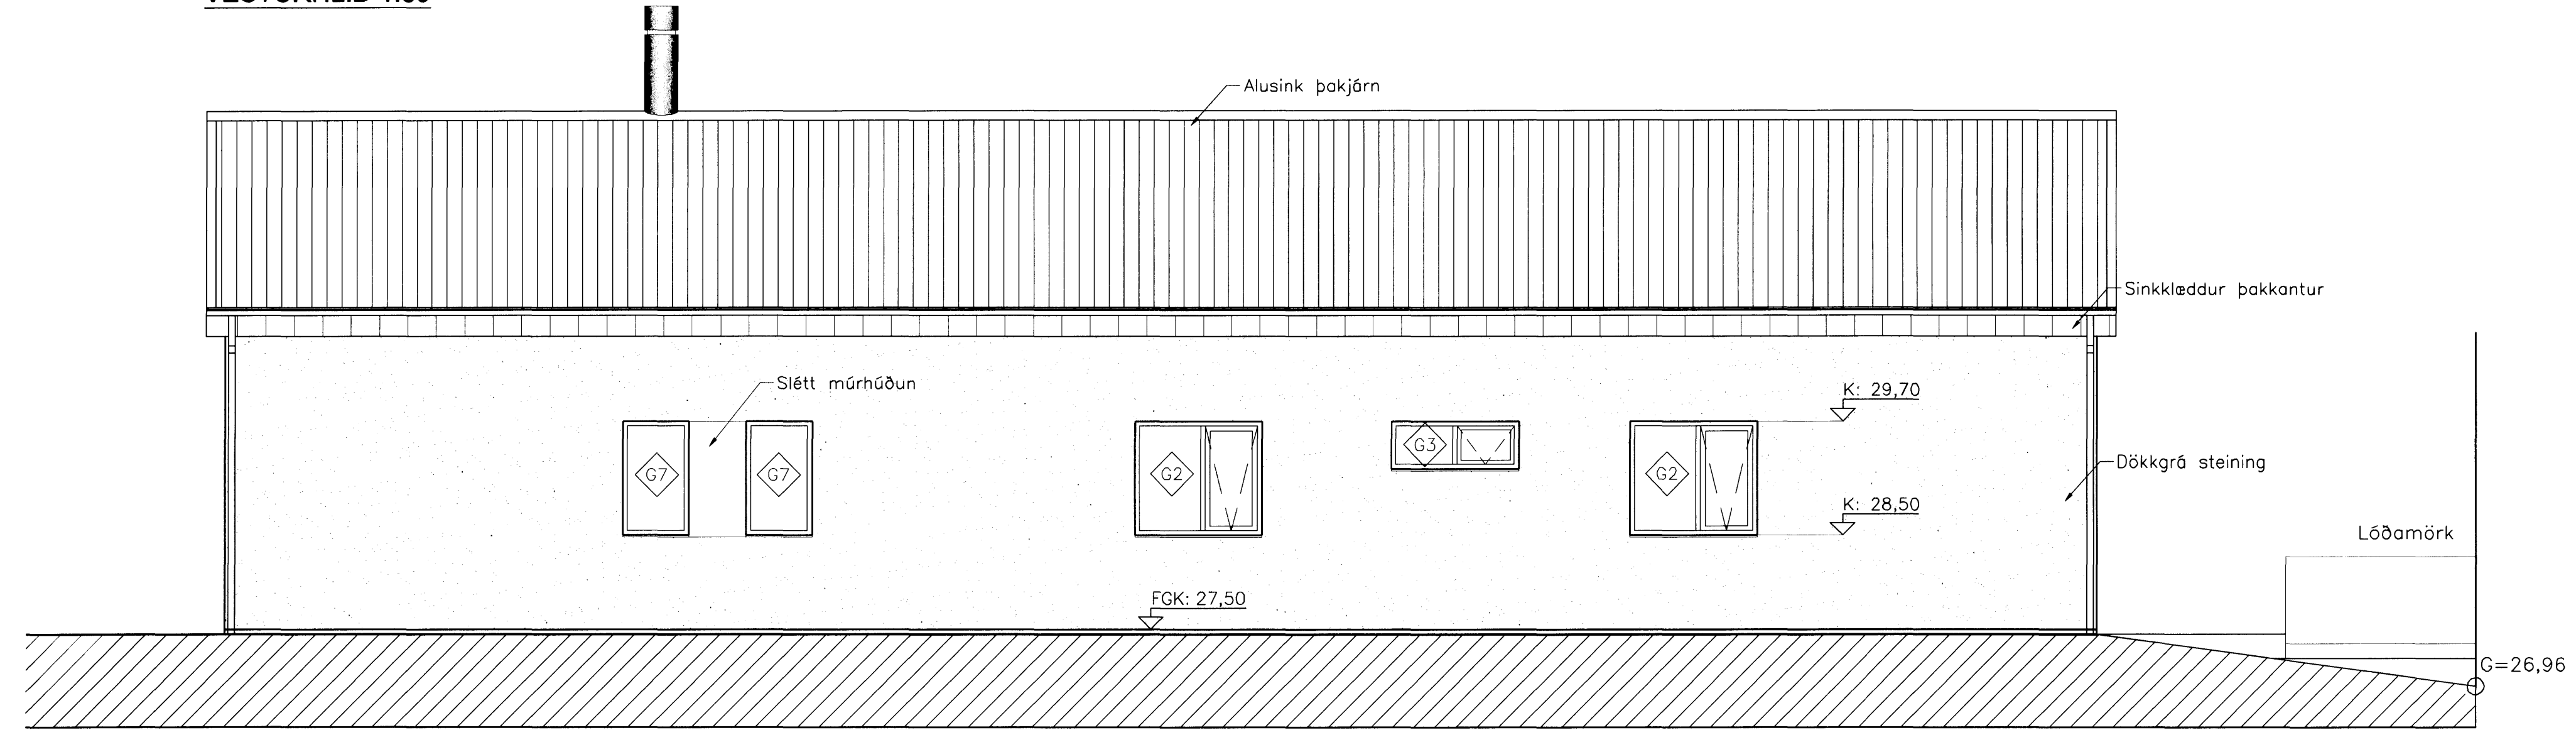 Alusink þakjárn
Sinkklæddur þakkantur
Slétt múrhúðun
K: 29,70
G7
G7
G2
G3
G2
Dökkgrá steining
K: 28,50
Lóðamörk
FGK: 27,50
G=26,96